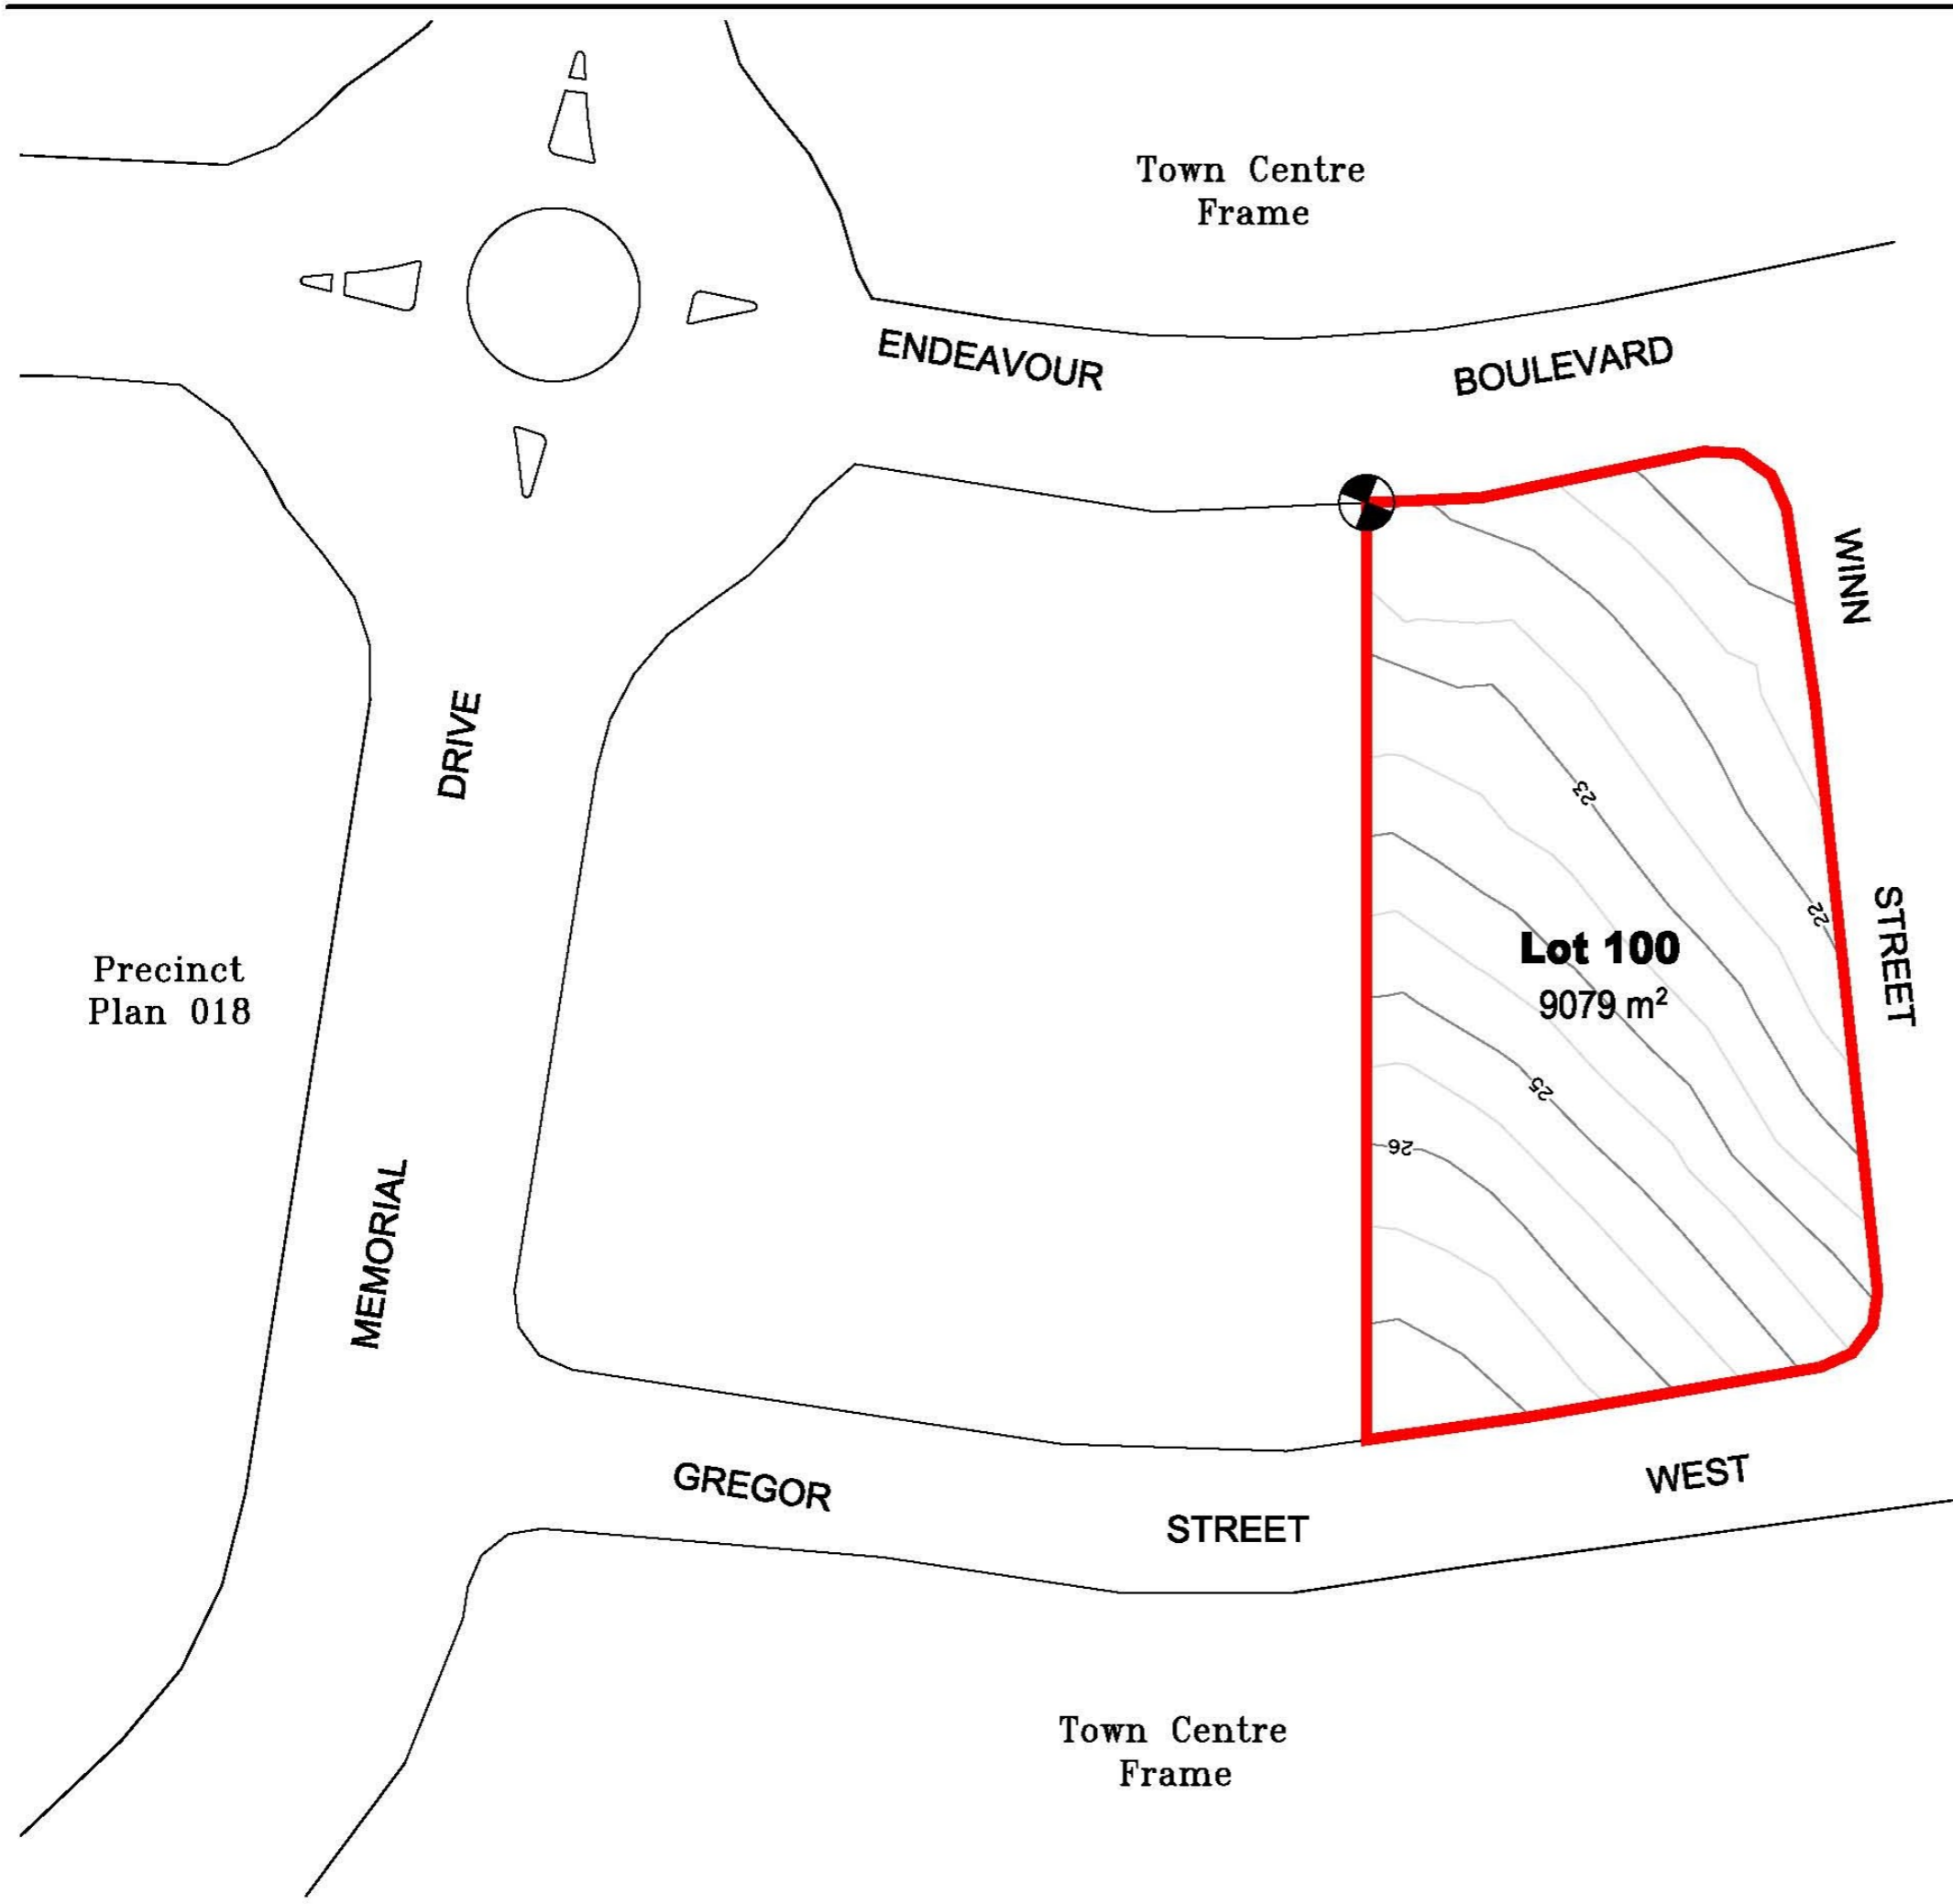 Town Centre
Frame
ENDEAVOUR
BOULEVARD
WINN
STREET
DRIVE
MEMORIAL
23
22
Lot 100
9079 m²
25
26
Precinct
Plan 018
GREGOR
STREET
WEST
Town Centre
Frame